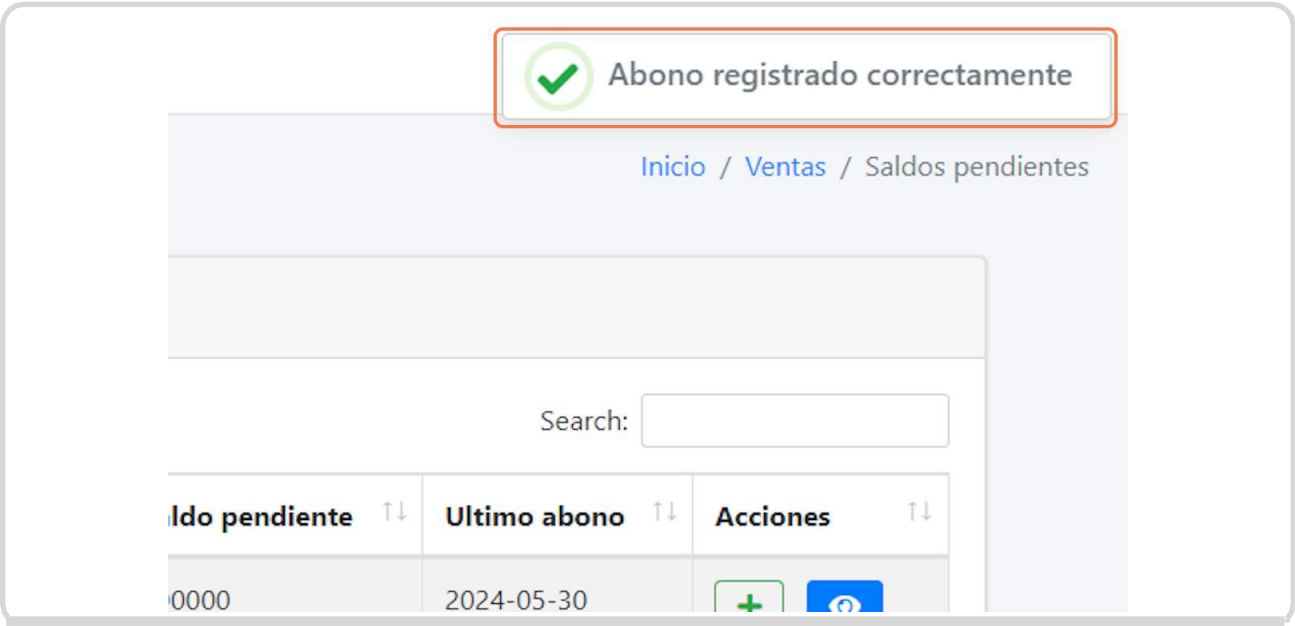 Abono registrado correctamente
Inicio / Ventas / Saldos pendientes
Search:
ldo pendiente Ultimo abono Acciones
0000 2024-05-30